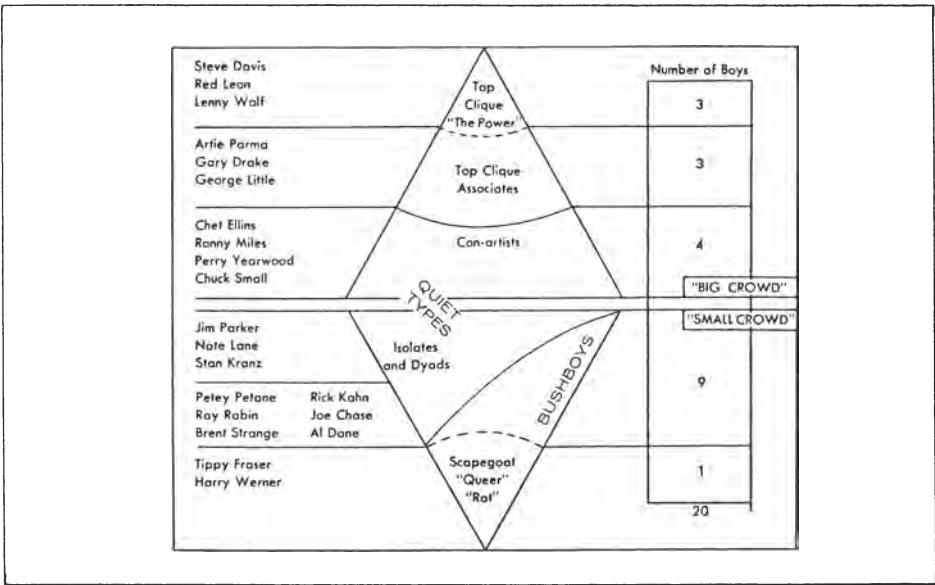 Steve Davis
Red Leon
Lenny Wolf
Artie Parma
Gary Drake
George Little
Chet Ellins
Ronny Miles
Perry Yearwood
Chuck Small
Jim Parker
Nate Lane
Stan Kranz
Petey Petane Rick Kahn
Ray Rabin Joe Chase
Brent Strange Al Dane
Tippy Fraser
Harry Werner
Top
Clique
"The Power"
Top Clique
Associates
Con-artists
QUIET
TYPES
Isolates
and Dyads
BUSHBOYS
Scapegoat
"Queer"
"Rat"
Number of Boys
3
3
4
"BIG CROWD"
"SMALL CROWD"
9
1
20